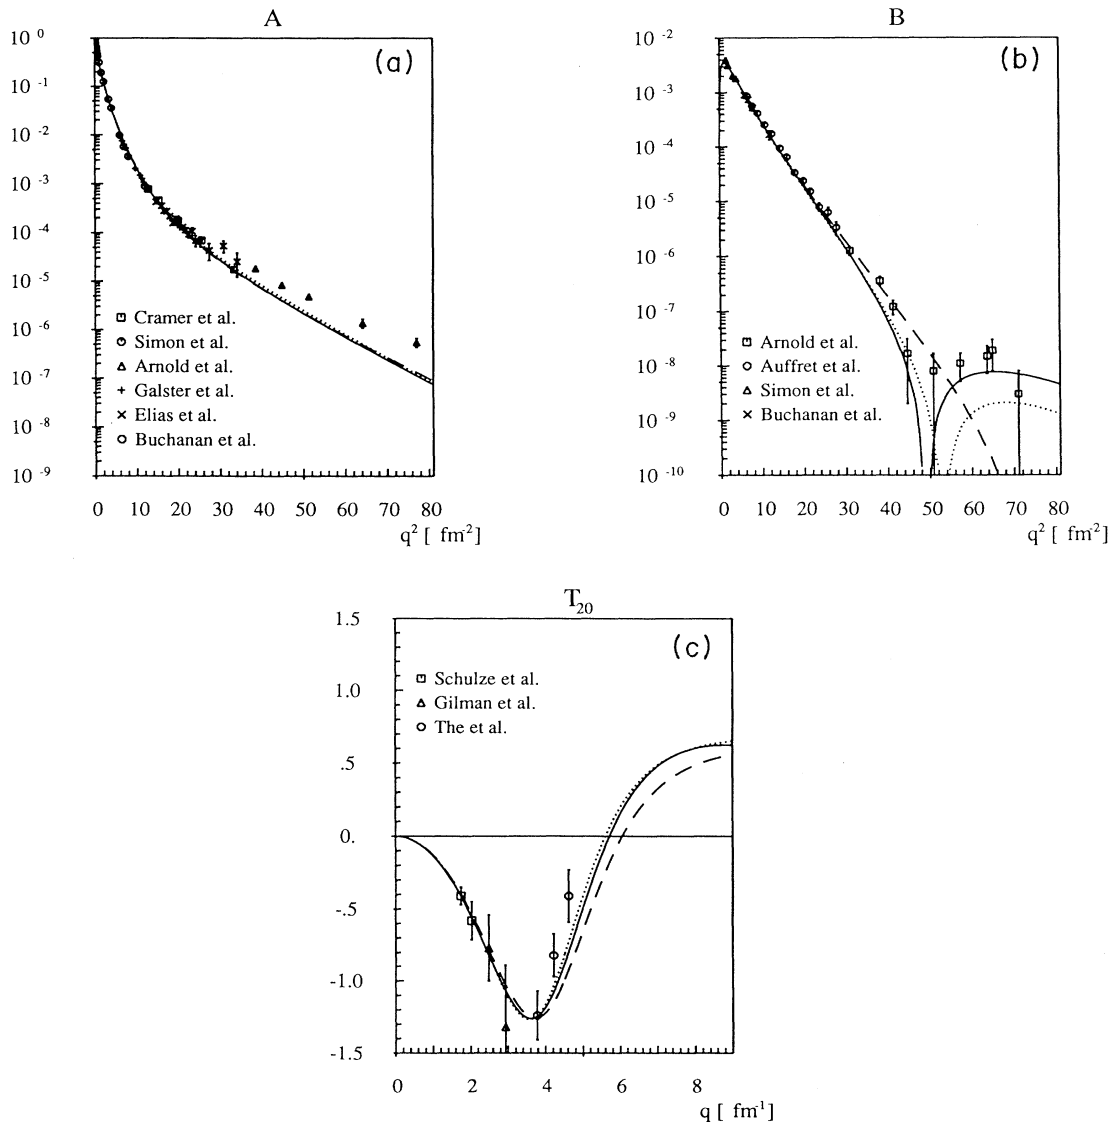 A
(a)
10 0
10 -1
10 -2
10 -3
10 -4
10 -5
10 -6
10 -7
10 -8
10 -9
Cramer et al.
Simon et al.
Arnold et al.
Galster et al.
Elias et al.
Buchanan et al.
0 10 20 30 40 50 60 70 80
q2 [ fm-2]
B
(b)
10 -2
10 -3
10 -4
10 -5
10 -6
10 -7
10 -8
10 -9
10 -10
Arnold et al.
Auffret et al.
Simon et al.
Buchanan et al.
0 10 20 30 40 50 60 70 80
q2 [ fm-2]
T20
(c)
1.5
1.0
.5
0.
-.5
-1.0
-1.5
Schulze et al.
Gilman et al.
The et al.
0 2 4 6 8
q [ fm-1]